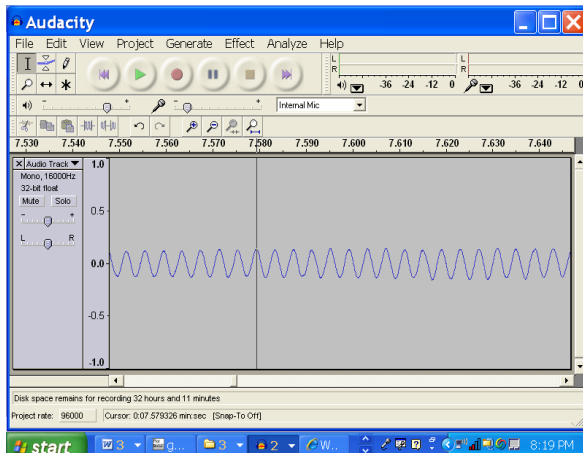 Audacity
File Edit View Project Generate Effect Analyze Help
L L
R R
-36 -24 -12 0 -36 -24 -12 0
Internal Mic
7.530 7.540 7.550 7.560 7.570 7.580 7.590 7.600 7.610 7.620 7.630 7.640
X Audio Track 1.0
Mono, 16000Hz
32-bit float
Mute Solo
- + 0.5
L R
0.0
-0.5
-1.0
Disk space remains for recording 32 hours and 11 minutes
Project rate: 96000 Cursor: 0:07.579326 min:sec [Snap-To Off]
start 3 g... 3 2 W... 8:19 PM